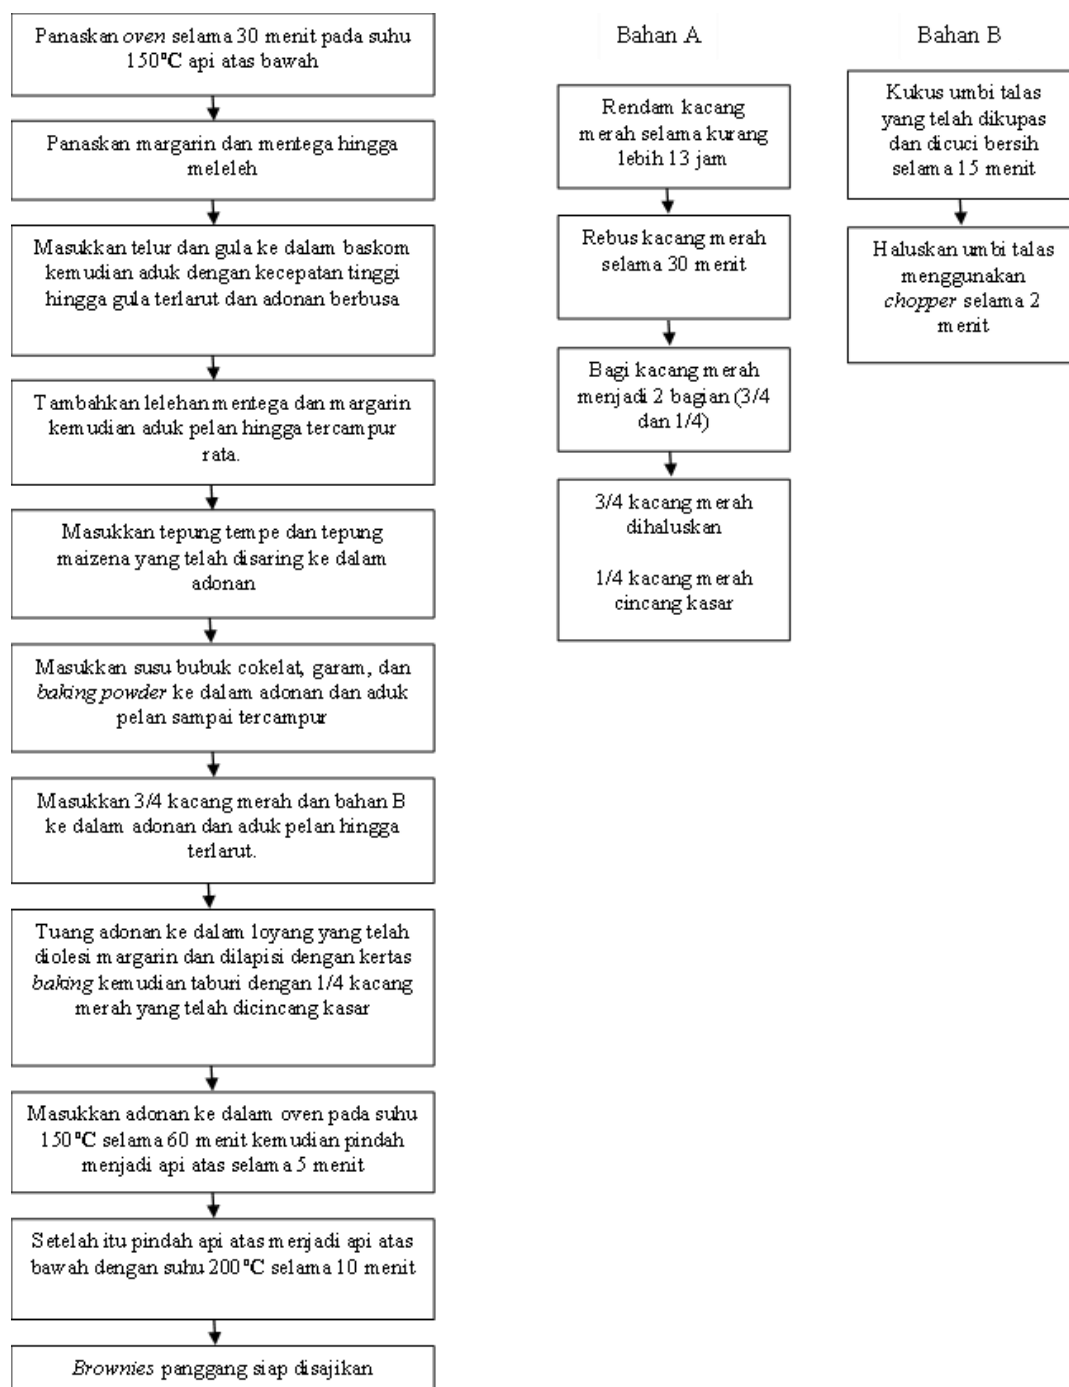 Panaskan oven selama 30 menit pada suhu
150°C api atas bawah
Panaskan margarin dan mentega hingga
meleleh
Masukkan telur dan gula ke dalam baskom
kemudian aduk dengan kecepatan tinggi
hingga gula terlarut dan adonan berbusa
Tambahkan lelehan mentega dan margarin
kemudian aduk pelan hingga tercampur
rata.
Masukkan tepung tempe dan tepung
maizena yang telah disaring ke dalam
adonan
Masukkan susu bubuk cokelat, garam, dan
baking powder ke dalam adonan dan aduk
pelan sampai tercampur
Masukkan 3/4 kacang merah dan bahan B
ke dalam adonan dan aduk pelan hingga
terlarut.
Tuang adonan ke dalam loyang yang telah
diolesi margarin dan dilapisi dengan kertas
baking kemudian taburi dengan 1/4 kacang
merah yang telah dicincang kasar
Masukkan adonan ke dalam oven pada suhu
150°C selama 60 menit kemudian pindah
menjadi api atas selama 5 menit
Setelah itu pindah api atas menjadi api atas
bawah dengan suhu 200°C selama 10 menit
Brownies panggang siap disajikan
Bahan A
Rendam kacang
merah selama kurang
lebih 13 jam
Rebus kacang merah
selama 30 menit
Bagi kacang merah
menjadi 2 bagian (3/4
dan 1/4)
3/4 kacang merah
dihaluskan
1/4 kacang merah
cincang kasar
Bahan B
Kukus umbi talas
yang telah dikupas
dan dicuci bersih
selama 15 menit
Haluskan umbi talas
menggunakan
chopper selama 2
menit